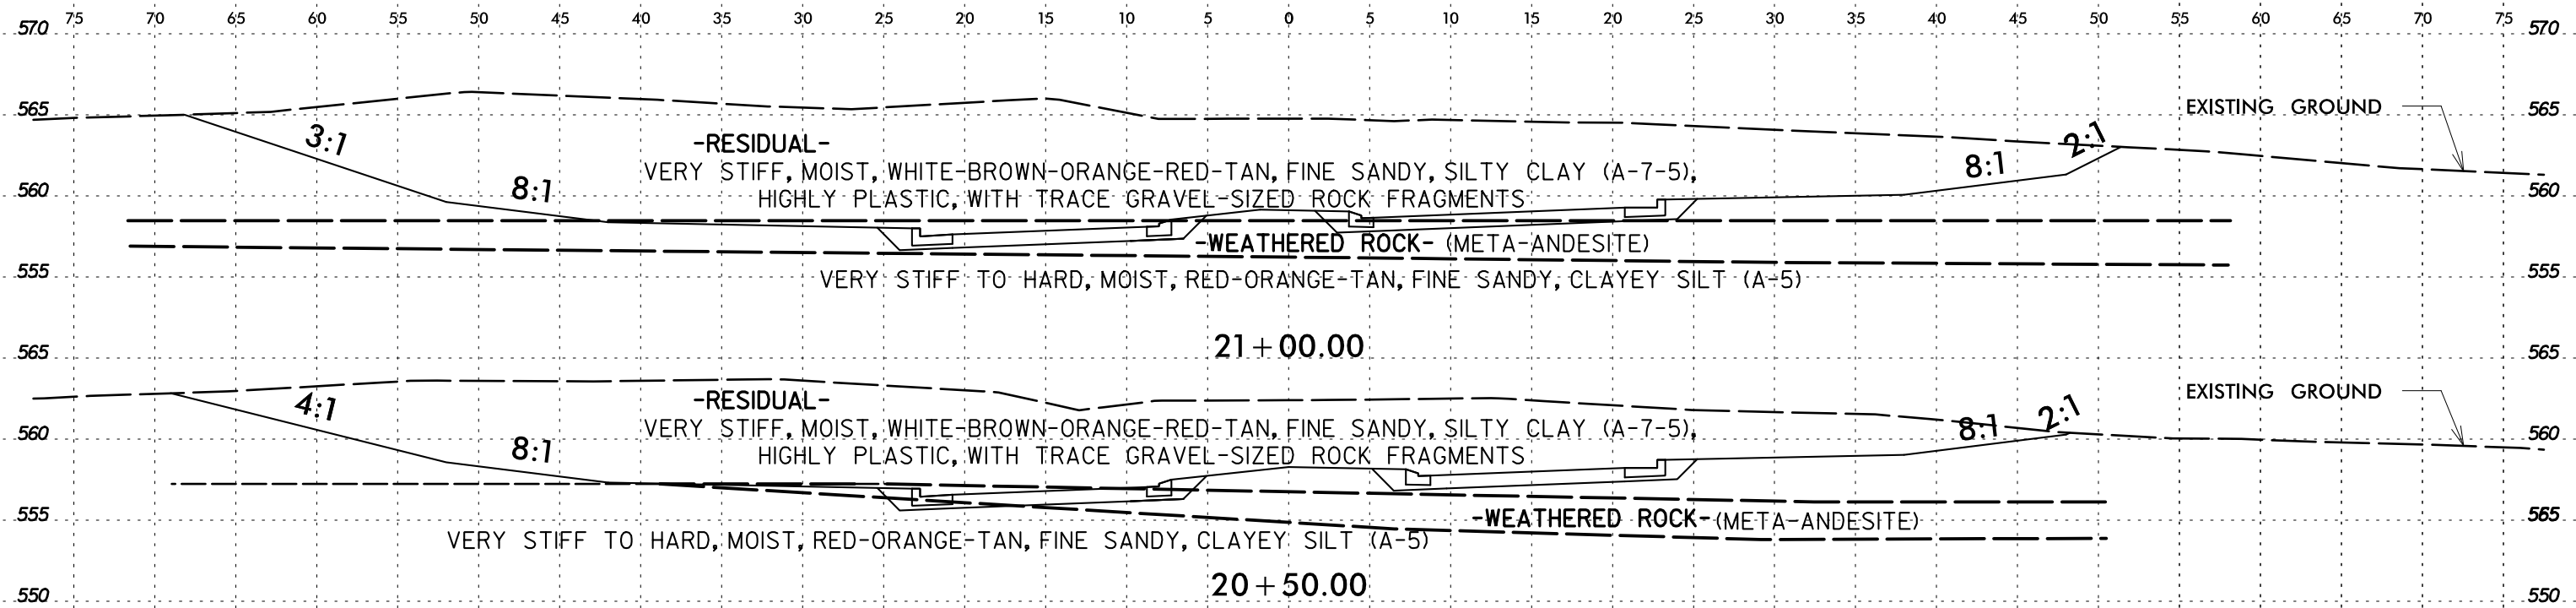 75 70 65 60 55 50 45 40 35 30 25 20 15 10 5 0 5 10 15 20 25 30 35 40 45 50 55 60 65 70 75
570 570
565 EXISTING GROUND 565
3:1 -RESIDUAL- 2:1
VERY STIFF, MOIST, WHITE-BROWN-ORANGE-RED-TAN, FINE SANDY, SILTY CLAY (A-7-5), 8:1
560 8:1 HIGHLY PLASTIC, WITH TRACE GRAVEL-SIZED ROCK FRAGMENTS 560
-WEATHERED ROCK- (META-ANDESITE)
555 VERY STIFF TO HARD, MOIST, RED-ORANGE-TAN, FINE SANDY, CLAYEY SILT (A-5) 555
21+00.00
565 565
EXISTING GROUND
4:1 -RESIDUAL- 2:1
VERY STIFF, MOIST, WHITE-BROWN-ORANGE-RED-TAN, FINE SANDY, SILTY CLAY (A-7-5), 8:1
560 560
8:1 HIGHLY PLASTIC, WITH TRACE GRAVEL-SIZED ROCK FRAGMENTS
555 -WEATHERED ROCK- (META-ANDESITE) 565
VERY STIFF TO HARD, MOIST, RED-ORANGE-TAN, FINE SANDY, CLAYEY SILT (A-5)
20+50.00
550 550